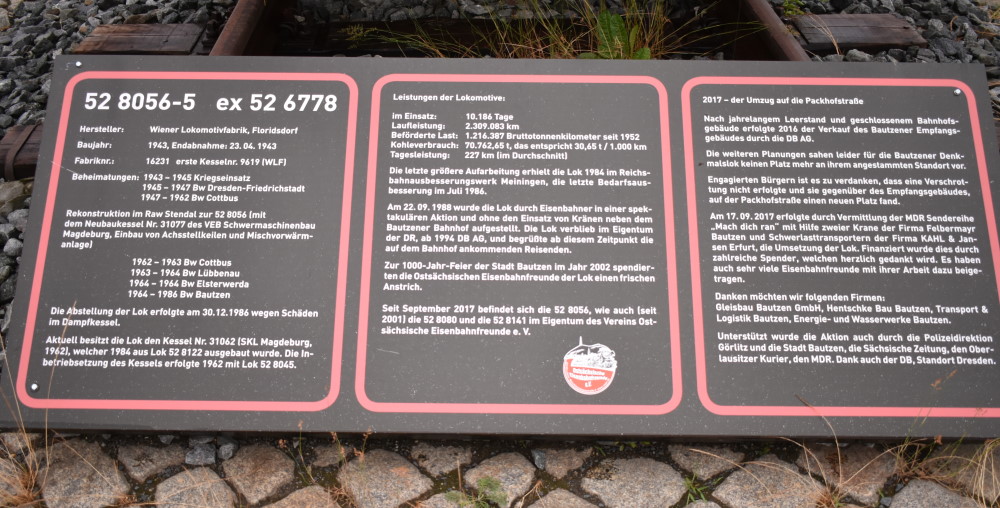 52 8056-5 ex 52 6778
Hersteller: Wiener Lokomotivfabrik, Floridsdorf
Baujahr: 1943, Endabnahme: 23. 04. 1943
Fabriknr.: 16231 erste Kesselnr. 9619 (WLF)
Beheimatungen: 1943 – 1945 Kriegseinsatz
1945 – 1947 Bw Dresden-Friedrichstadt
1947 – 1962 Bw Cottbus
Rekonstruktion im Raw Stendal zur 52 8056 (mit
dem Neubaukessel Nr. 31077 des VEB Schwermaschinenbau
Magdeburg, Einbau von Achsstellkeilen und Mischvorwärm-
anlage)
1962 – 1963 Bw Cottbus
1963 – 1964 Bw Lübbenau
1964 – 1964 Bw Elsterwerda
1964 – 1986 Bw Bautzen
Die Abstellung der Lok erfolgte am 30.12.1986 wegen Schäden
im Dampfkessel.
Aktuell besitzt die Lok den Kessel Nr. 31062 (SKL Magdeburg,
1962), welcher 1984 aus Lok 52 8122 ausgebaut wurde. Die In-
betriebsetzung des Kessels erfolgte 1962 mit Lok 52 8045.
Leistungen der Lokomotive:
im Einsatz: 10.186 Tage
Laufleistung: 2.309.083 km
Beförderte Last: 1.216.387 Bruttotonnenkilometer seit 1952
Kohleverbrauch: 70.762,65 t, das entspricht 30,65 t / 1.000 km
Tagesleistung: 227 km (im Durchschnitt)
Die letzte größere Aufarbeitung erhielt die Lok 1984 im Reichs-
bahnausbesserungswerk Meiningen, die letzte Bedarfsaus-
besserung im Juli 1986.
Am 22. 09. 1988 wurde die Lok durch Eisenbahner in einer spek-
takulären Aktion und ohne den Einsatz von Kränen neben dem
Bautzener Bahnhof aufgestellt. Die Lok verblieb im Eigentum
der DR, ab 1994 DB AG, und begrüßte ab diesem Zeitpunkt die
auf dem Bahnhof ankommenden Reisenden.
Zur 1000-Jahr-Feier der Stadt Bautzen im Jahr 2002 spendier-
ten die Ostsächsischen Eisenbahnfreunde der Lok einen frischen
Anstrich.
Seit September 2017 befindet sich die 52 8056, wie auch (seit
2001) die 52 8080 und die 52 8141 im Eigentum des Vereins Ost-
sächsische Eisenbahnfreunde e. V.
2017 – der Umzug auf die Packhofstraße
Nach jahrelangem Leerstand und geschlossenem Bahnhofs-
gebäude erfolgte 2016 der Verkauf des Bautzener Empfangs-
gebäudes durch die DB AG.
Die weiteren Planungen sahen leider für die Bautzener Denk-
malslok keinen Platz mehr an ihrem angestammten Standort vor.
Engagierten Bürgern ist es zu verdanken, dass eine Verschrot-
tung nicht erfolgte und sie gegenüber des Empfangsgebäudes,
auf der Packhofstraße einen neuen Platz fand.
Am 17. 09. 2017 erfolgte durch Vermittlung der MDR Sendereihe
„Mach dich ran“ mit Hilfe zweier Krane der Firma Felbermayr
Bautzen und Schwerlasttransportern der Firma KAHL & Jan-
sen Erfurt, die Umsetzung der Lok. Finanziert wurde dies durch
zahlreiche Spender, welchen herzlich gedankt wird. Es haben
auch sehr viele Eisenbahnfreunde mit ihrer Arbeit dazu beige-
tragen.
Danken möchten wir folgenden Firmen:
Gleisbau Bautzen GmbH, Hentschke Bau Bautzen, Transport &
Logistik Bautzen, Energie- und Wasserwerke Bautzen.
Unterstützt wurde die Aktion auch durch die Polizeidirektion
Görlitz und die Stadt Bautzen, die Sächsische Zeitung, den Ober-
lausitzer Kurier, den MDR. Dank auch der DB, Standort Dresden.